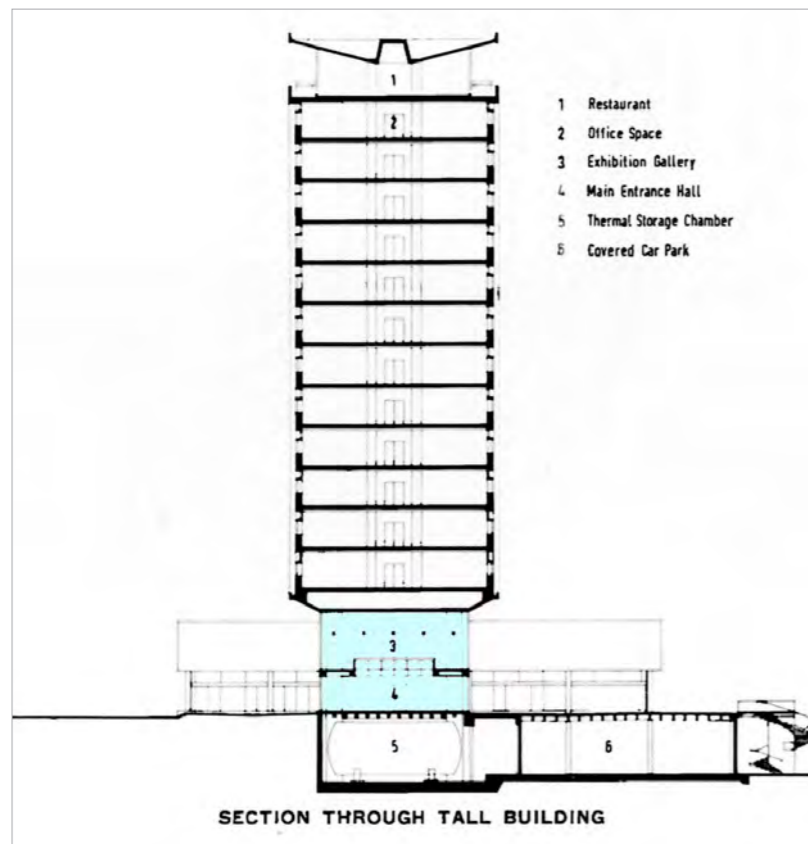 1
2
1 Restaurant
2 Office Space
3 Exhibition Gallery
4 Main Entrance Hall
5 Thermal Storage Chamber
6 Covered Car Park
3
4
5
6
SECTION THROUGH TALL BUILDING